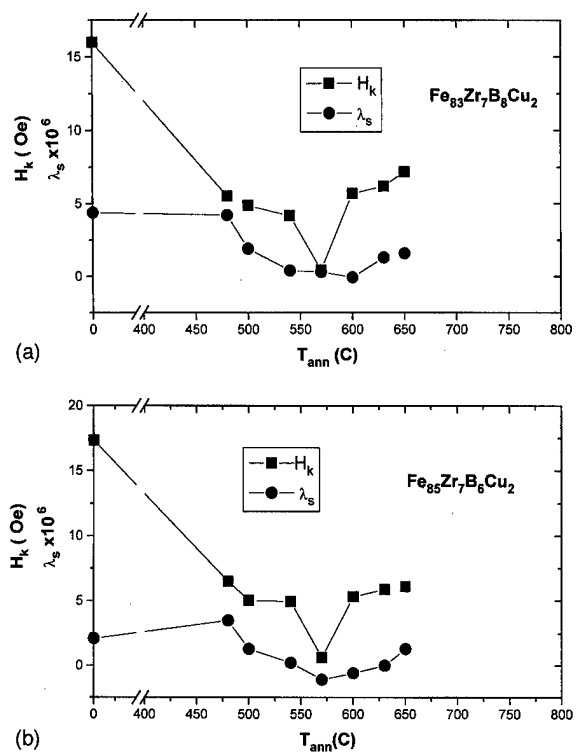 15
10
5
0
H_k ( Oe)
λ_s x10^6
H_k
λ_s
Fe_83Zr_7B_8Cu_2
0 400 450 500 550 600 650 700 750 800
T_ann (C)
(a)
20
15
10
5
0
H_k ( Oe)
λ_s x10^6
H_k
λ_s
Fe_85Zr_7B_6Cu_2
0 400 450 500 550 600 650 700 750 800
T_ann(C)
(b)